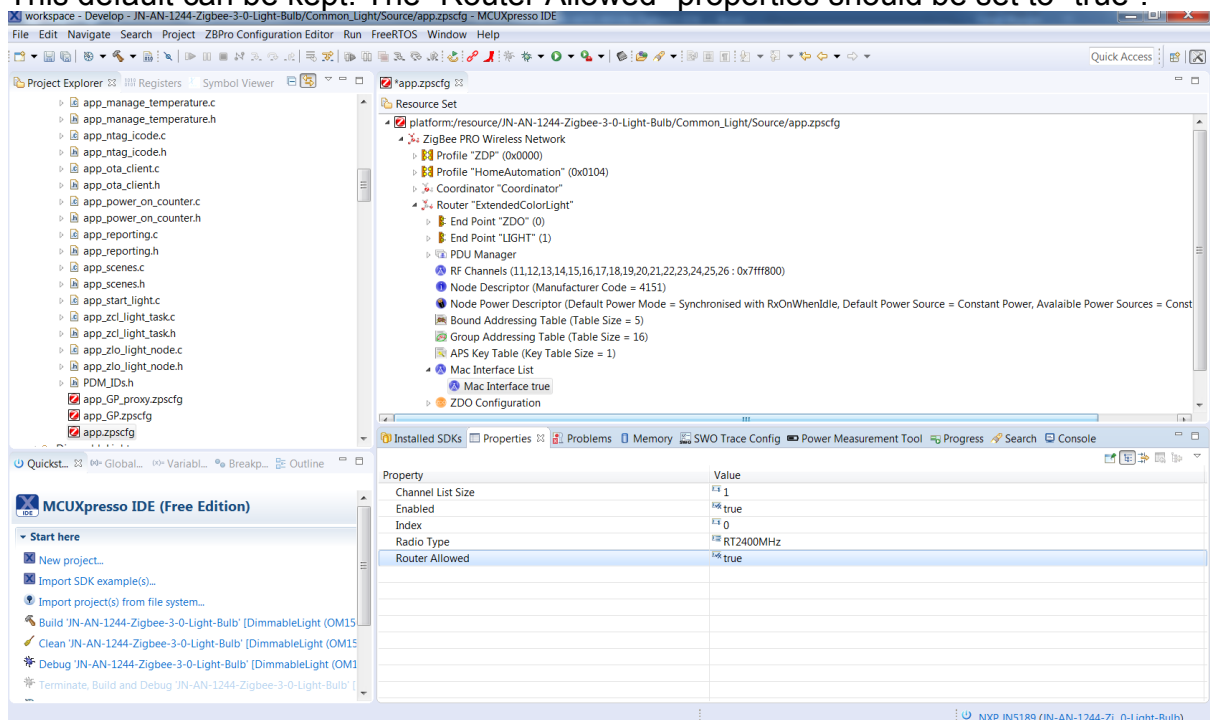 This default can be kept. The "Router Allowed" properties should be set to "true".
workspace - Develop - JN-AN-1244-Zigbee-3-0-Light-Bulb/Common_Light/Source/app.zpscfg - MCUXpresso IDE
File Edit Navigate Search Project ZBPro Configuration Editor Run FreeRTOS Window Help
Quick Access
Project Explorer Registers Symbol Viewer
app_manage_temperature.c
app_manage_temperature.h
app_ntag_icode.c
app_ntag_icode.h
app_ota_client.c
app_ota_client.h
app_power_on_counter.c
app_power_on_counter.h
app_reporting.c
app_reporting.h
app_scenes.c
app_scenes.h
app_start_light.c
app_zcl_light_task.c
app_zcl_light_task.h
app_zlo_light_node.c
app_zlo_light_node.h
PDM_IDs.h
app_GP_proxy.zpscfg
app_GP.zpscfg
app.zpscfg
*app.zpscfg
Resource Set
platform:/resource/JN-AN-1244-Zigbee-3-0-Light-Bulb/Common_Light/Source/app.zpscfg
ZigBee PRO Wireless Network
Profile "ZDP" (0x0000)
Profile "HomeAutomation" (0x0104)
Coordinator "Coordinator"
Router "ExtendedColorLight"
End Point "ZDO" (0)
End Point "LIGHT" (1)
PDU Manager
RF Channels (11,12,13,14,15,16,17,18,19,20,21,22,23,24,25,26 : 0x7fff800)
Node Descriptor (Manufacturer Code = 4151)
Node Power Descriptor (Default Power Mode = Synchronised with RxOnWhenIdle, Default Power Source = Constant Power, Avalaible Power Sources = Const
Bound Addressing Table (Table Size = 5)
Group Addressing Table (Table Size = 16)
APS Key Table (Key Table Size = 1)
Mac Interface List
Mac Interface true
ZDO Configuration
Quickst... Global... Variabl... Breakp... Outline
MCUXpresso IDE (Free Edition)
Start here
New project...
Import SDK example(s)...
Import project(s) from file system...
Build 'JN-AN-1244-Zigbee-3-0-Light-Bulb' [DimmableLight (OM15
Clean 'JN-AN-1244-Zigbee-3-0-Light-Bulb' [DimmableLight (OM15
Debug 'JN-AN-1244-Zigbee-3-0-Light-Bulb' [DimmableLight (OM1
Terminate, Build and Debug 'JN-AN-1244-Zigbee-3-0-Light-Bulb' [
Installed SDKs Properties Problems Memory SWO Trace Config Power Measurement Tool Progress Search Console
Property Value
Channel List Size 1
Enabled true
Index 0
Radio Type RT2400MHz
Router Allowed true
NXP JN5189 (JN-AN-1244-Zi...0-Light-Bulb)